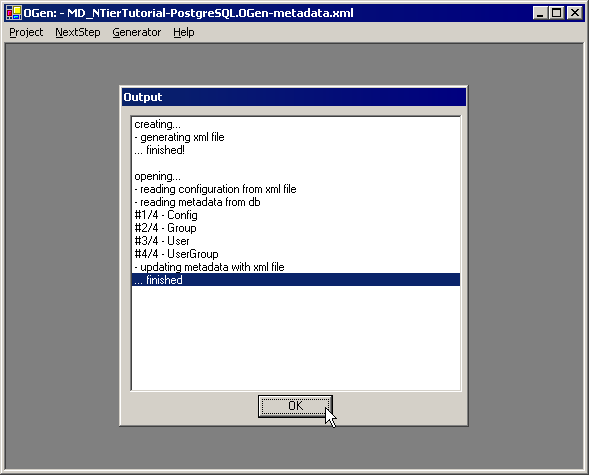 OGen: - MD_NTierTutorial-PostgreSQL.OGen-metadata.xml
Project NextStep Generator Help
Output
creating...
- generating xml file
... finished!
opening...
- reading configuration from xml file
- reading metadata from db
#1/4 - Config
#2/4 - Group
#3/4 - User
#4/4 - UserGroup
- updating metadata with xml file
... finished
OK